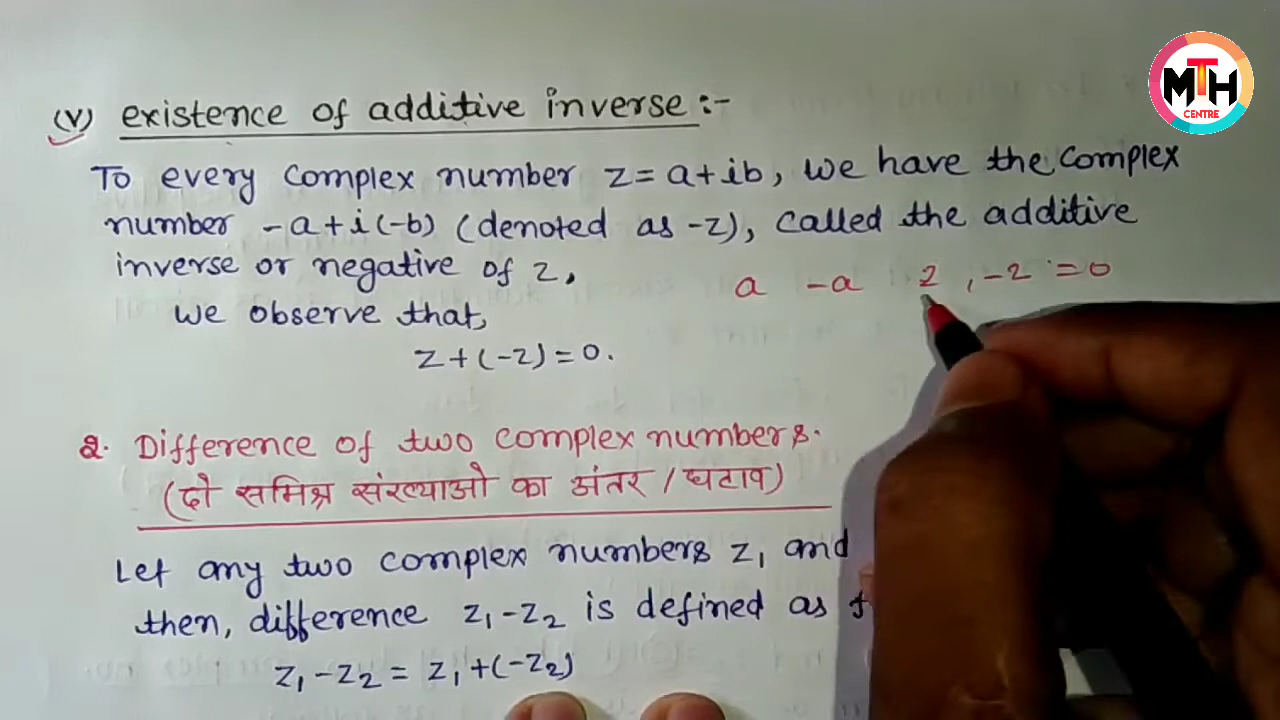 MTH
CENTRE
(V) existence of additive inverse :-
To every complex number z = a+ib, we have the complex
number -a+i(-b) (denoted as -z), called the additive
inverse or negative of z,
a -a 2 , -2 = 0
we observe that,
z+(-z)=0.
2. Difference of two complex numbers.
(दो समिश्र संख्याओ का अंतर / घटाव)
Let any two complex numbers z₁ and
then, difference z₁-z₂ is defined as
z₁-z₂ = z₁+(-z₂)